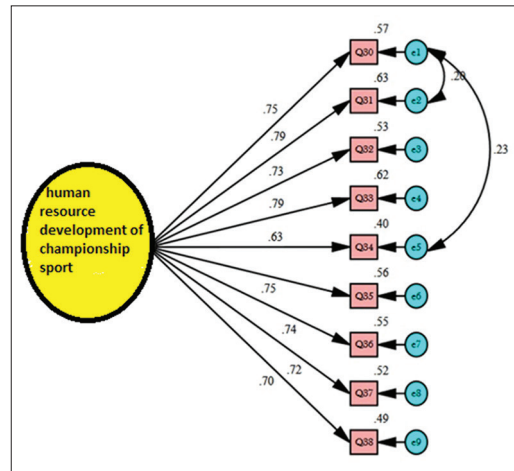 .57
Q30
e1
.20
.63
.75
Q31
e2
.79
.53
Q32
e3
.23
.73
.62
Q33
e4
.79
.40
.63
Q34
e5
human
resource
development of
championship
sport
.56
.75
Q35
e6
.55
.74
Q36
e7
.72
.52
.70
Q37
e8
.49
Q38
e9